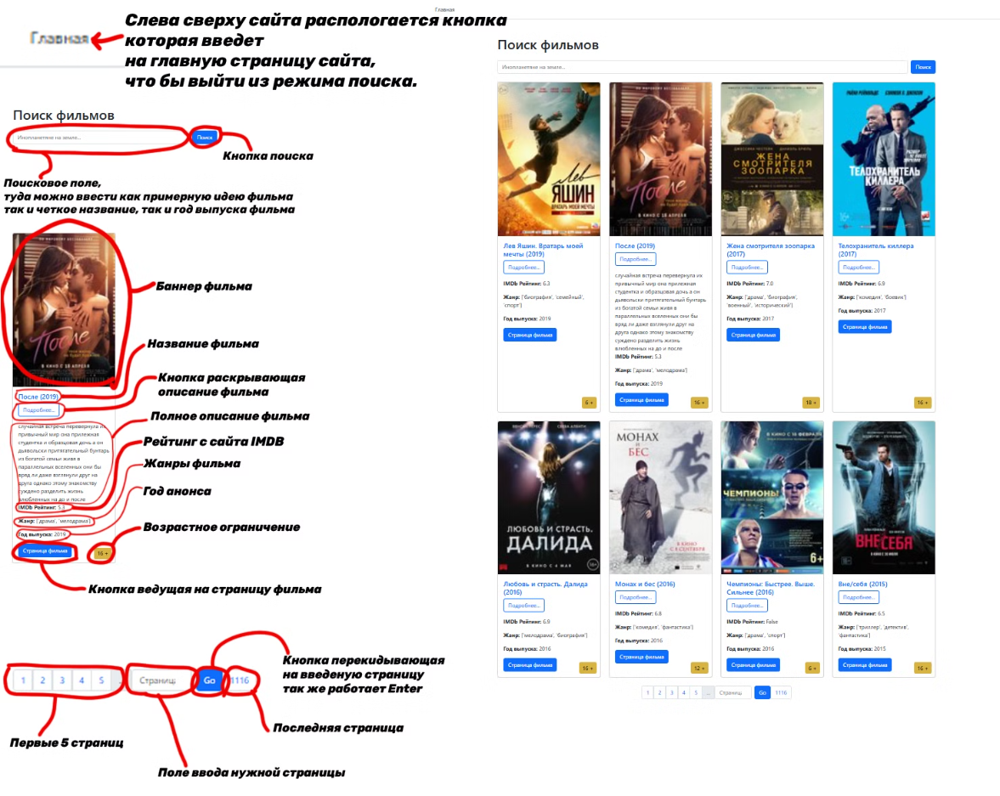 Главная
Слева сверху сайта распологается кнопка
которая введет
на главную страницу сайта,
что бы выйти из режима поиска.
Главная
Поиск фильмов
Инопланетяне на земле...
Поиск
Кнопка поиска
Поисковое поле,
туда можно ввести как примерную идею фильма
так и четкое название, так и год выпуска фильма
После
В КИНО С 18 АПРЕЛЯ
Баннер фильма
Название фильма
Кнопка раскрывающая
описание фильма
Полное описание фильма
Рейтинг с сайта IMDB
Жанры фильма
Год анонса
Возрастное ограничение
После (2019)
Подробнее...
случайная встреча перевернула их
привычный мир она прилежная
студентка и образцовая дочь а он
дьявольски притягательный бунтарь
из богатой семьи живя в
параллельных вселенных они бы
вряд ли даже взглянули друг на
друга однако этому знакомству
суждено разделить жизнь
влюбленных на до и после
IMDb Рейтинг: 5.3
Жанр: ['драма', 'мелодрама']
Год выпуска: 2019
Страница фильма
16 +
Кнопка ведущая на страницу фильма
1 2 3 4 5 ... Страниц Go 1116
Кнопка перекидывающая
на введеную страницу
так же работает Enter
Последняя страница
Первые 5 страниц
Поле ввода нужной страницы
Поиск фильмов
Инопланетяне на земле...
Поиск
Лев
ЯШИН
ВРАТАРЬ МОЕЙ МЕЧТЫ
Лев Яшин. Вратарь моей
мечты (2019)
Подробнее...
IMDb Рейтинг: 6.3
Жанр: ['биография', 'семейный',
'спорт']
Год выпуска: 2019
Страница фильма
6 +
После
В КИНО С 18 АПРЕЛЯ
После (2019)
Подробнее...
случайная встреча перевернула их
привычный мир она прилежная
студентка и образцовая дочь а он
дьявольски притягательный бунтарь
из богатой семьи живя в
параллельных вселенных они бы
вряд ли даже взглянули друг на
друга однако этому знакомству
суждено разделить жизнь
влюбленных на до и после
IMDb Рейтинг: 5.3
Жанр: ['драма', 'мелодрама']
Год выпуска: 2019
Страница фильма
16 +
ДЖЕССИКА ЧЕСТЕЙН ДАНИЭЛЬ БРЮЛЬ
ЖЕНА
СМОТРИТЕЛЯ
ЗООПАРКА
Жена смотрителя зоопарка
(2017)
Подробнее...
IMDb Рейтинг: 7.0
Жанр: ['драма', 'биография',
'военный', 'исторический']
Год выпуска: 2017
Страница фильма
18 +
РАЙАН РЕЙНОЛЬДС СЭМЮЭЛ Л. ДЖЕКСОН
ТЕЛОХРАНИТЕЛЬ
КИЛЛЕРА
Телохранитель киллера
(2017)
Подробнее...
IMDb Рейтинг: 6.9
Жанр: ['комедия', 'боевик']
Год выпуска: 2017
Страница фильма
16 +
ЛЮБОВЬ И СТРАСТЬ.
ДАЛИДА
В КИНО С 4 МАЯ
Любовь и страсть. Далида
(2016)
Подробнее...
IMDb Рейтинг: 6.9
Жанр: ['мелодрама', 'биография']
Год выпуска: 2016
Страница фильма
16 +
МОНАХ
И
БЕС
В КИНО
С 8 СЕНТЯБРЯ
Монах и бес (2016)
Подробнее...
IMDb Рейтинг: 6.8
Жанр: ['комедия', 'фантастика']
Год выпуска: 2016
Страница фильма
12 +
В КИНО С 18 ФЕВРАЛЯ
ЧЕМПИОНЫ
6+
Чемпионы: Быстрее. Выше.
Сильнее (2016)
Подробнее...
IMDb Рейтинг: False
Жанр: ['драма', 'спорт']
Год выпуска: 2016
Страница фильма
6 +
РАЙАН РЕЙНОЛЬДС
ВНЕ/СЕБЯ
Вне/себя (2015)
Подробнее...
IMDb Рейтинг: 6.5
Жанр: ['триллер', 'детектив',
'фантастика']
Год выпуска: 2015
Страница фильма
16 +
1 2 3 4 5 ... Страниц Go 1116